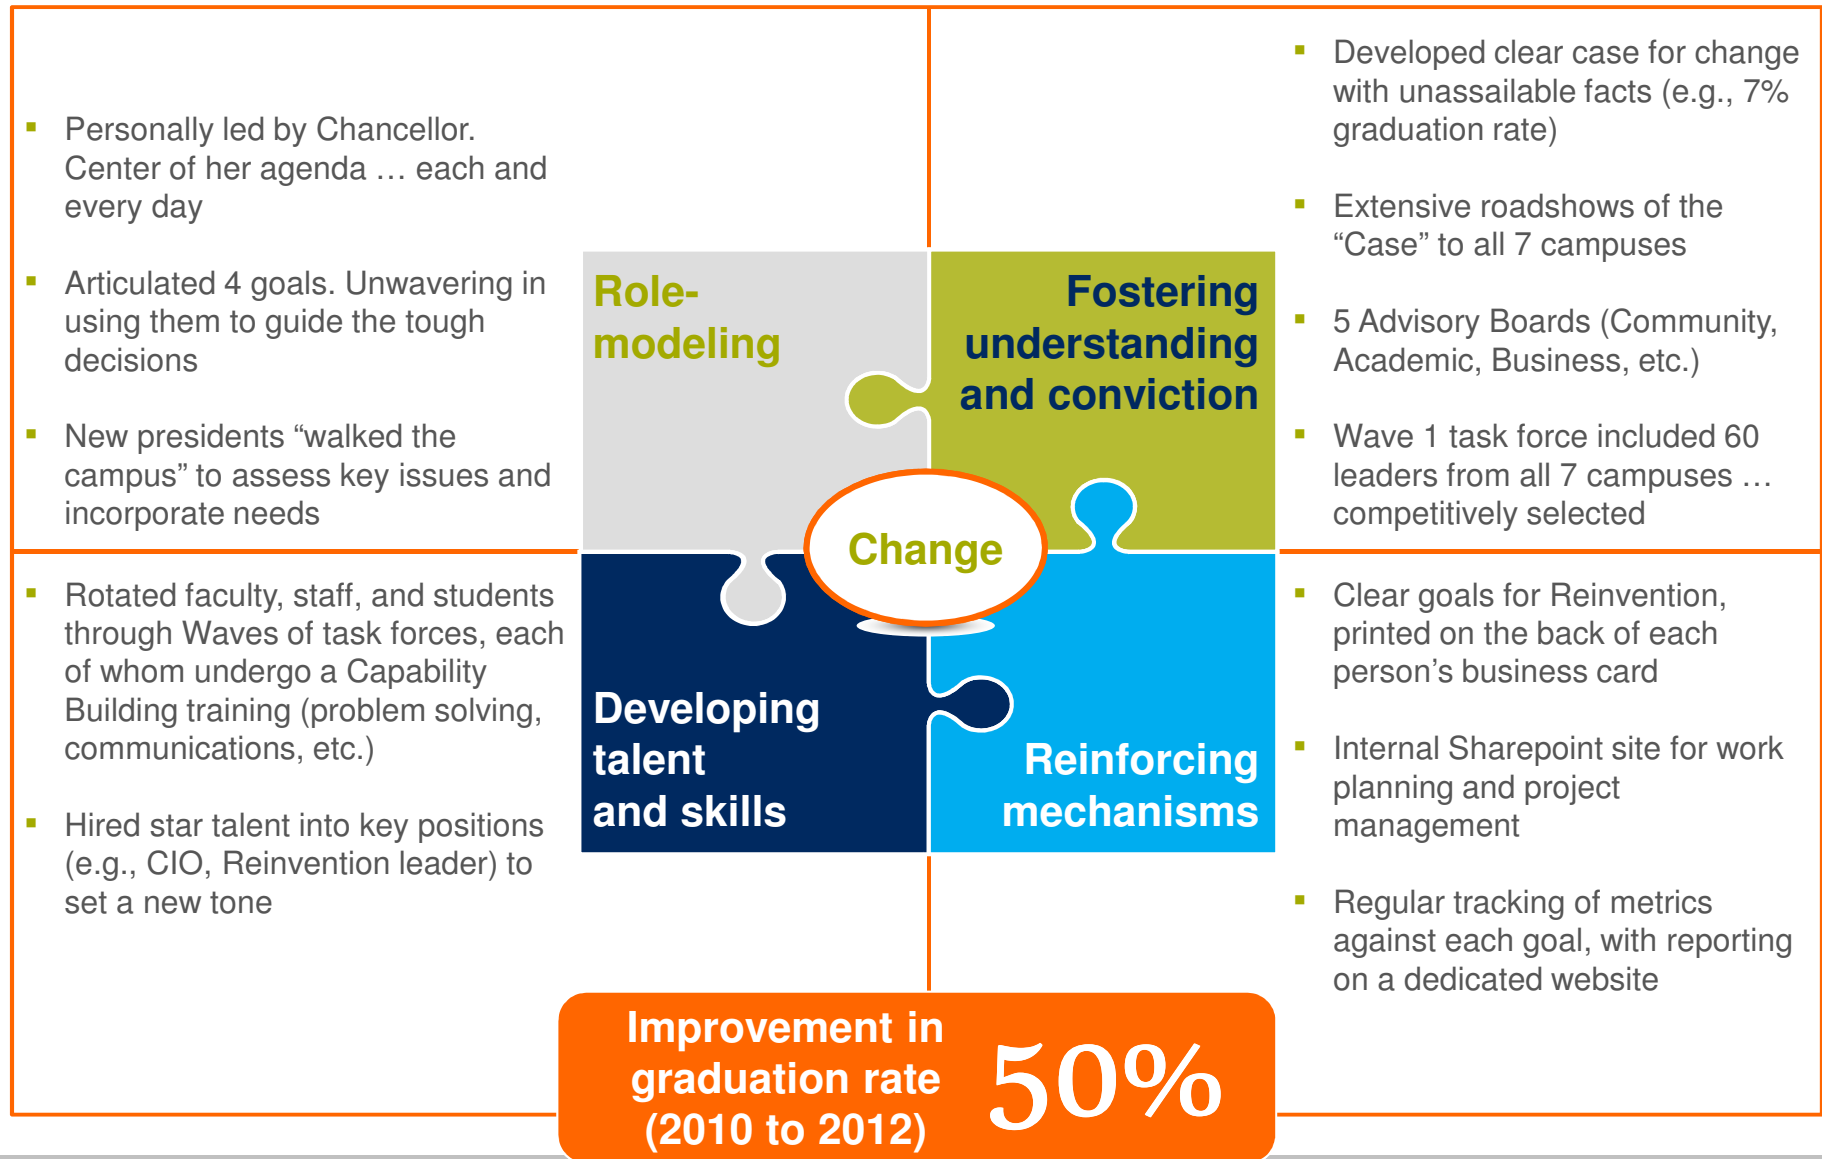 ▪ Personally led by Chancellor.
Center of her agenda … each and
every day
▪ Articulated 4 goals. Unwavering in
using them to guide the tough
decisions
▪ New presidents “walked the
campus” to assess key issues and
incorporate needs
Role-
modeling
Fostering
understanding
and conviction
▪ Developed clear case for change
with unassailable facts (e.g., 7%
graduation rate)
▪ Extensive roadshows of the
“Case” to all 7 campuses
▪ 5 Advisory Boards (Community,
Academic, Business, etc.)
▪ Wave 1 task force included 60
leaders from all 7 campuses …
competitively selected
Change
▪ Rotated faculty, staff, and students
through Waves of task forces, each
of whom undergo a Capability
Building training (problem solving,
communications, etc.)
▪ Hired star talent into key positions
(e.g., CIO, Reinvention leader) to
set a new tone
Developing
talent
and skills
Reinforcing
mechanisms
▪ Clear goals for Reinvention,
printed on the back of each
person’s business card
▪ Internal Sharepoint site for work
planning and project
management
▪ Regular tracking of metrics
against each goal, with reporting
on a dedicated website
Improvement in
graduation rate
(2010 to 2012)
50%